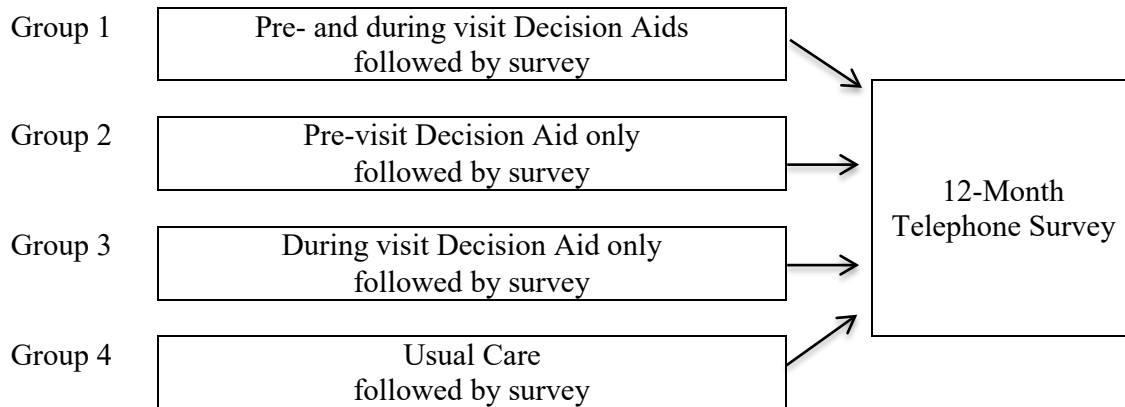 Group 1
Pre- and during visit Decision Aids
followed by survey
Group 2
Pre-visit Decision Aid only
followed by survey
12-Month
Telephone Survey
Group 3
During visit Decision Aid only
followed by survey
Group 4
Usual Care
followed by survey